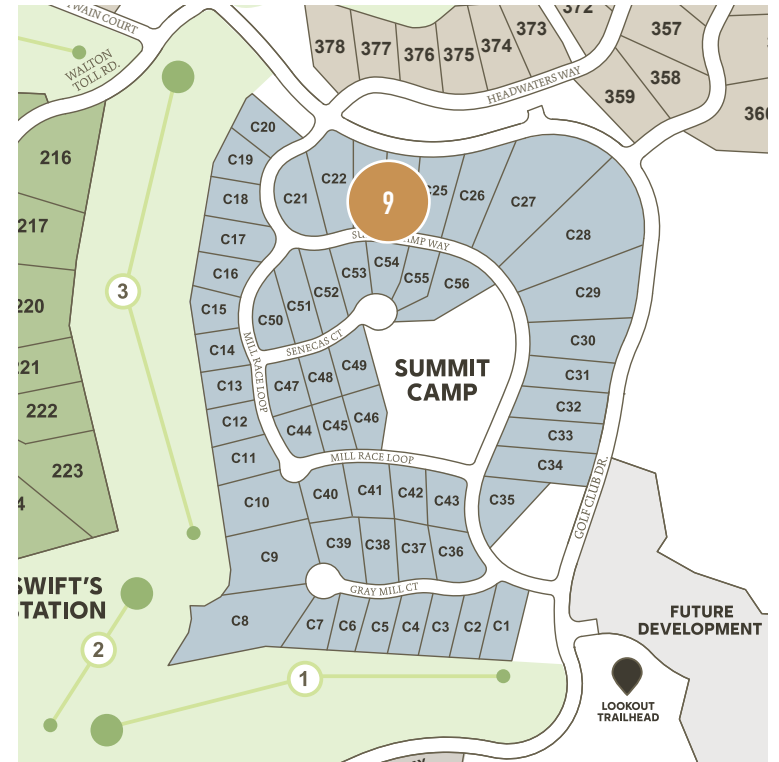 WAIN COURT
WALTON
TOLL RD.
378
377
376
375
374
373
372
357
358
359
360
HEADWATERS WAY
216
217
220
221
222
223
4
C20
C19
C18
C17
C16
C15
C14
C13
C12
C11
C10
C9
C8
C21
C22
9
C25
C26
C27
C28
C29
C30
C31
C32
C33
C34
C35
AMP WAY
C50
C51
C52
C53
C54
C55
C56
SENECAS CT
MILL RACE LOOP
C47
C48
C49
C44
C45
C46
SUMMIT
CAMP
MILL RACE LOOP
C40
C41
C42
C43
C39
C38
C37
C36
GRAY MILL CT
C7
C6
C5
C4
C3
C2
C1
GOLF CLUB DR.
3
2
1
SWIFT'S
TATION
FUTURE
DEVELOPMENT
LOOKOUT
TRAILHEAD